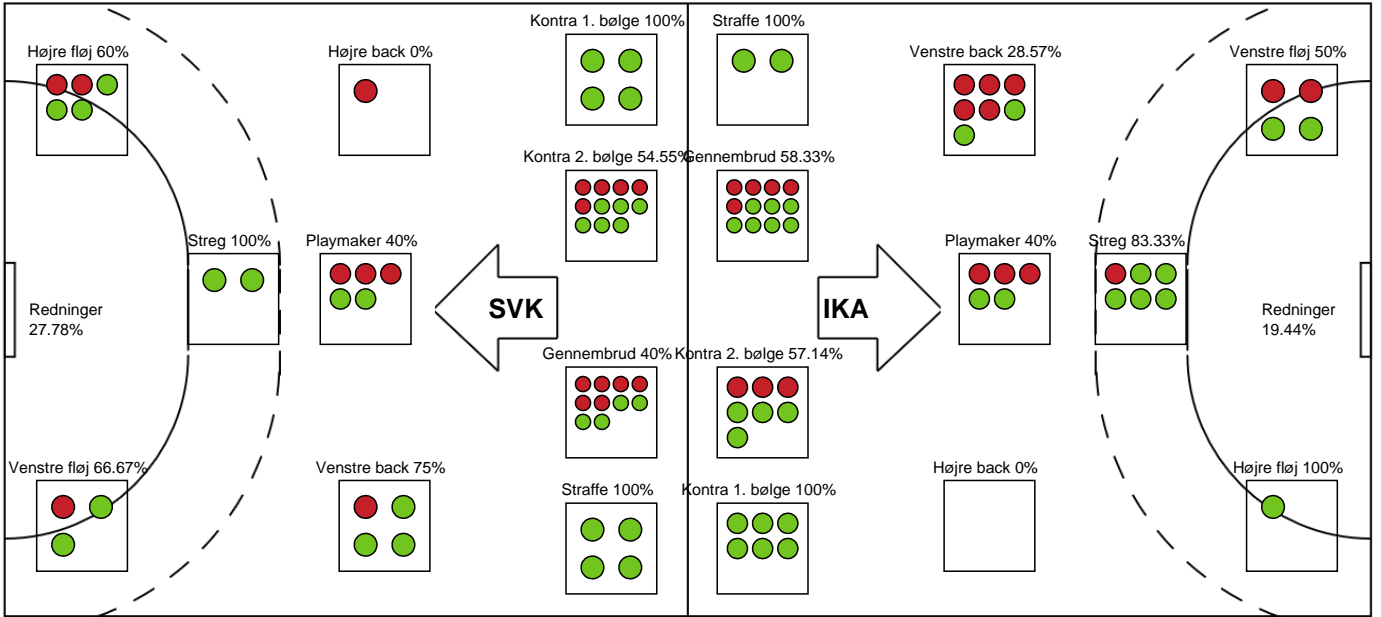 Kontra 1. bølge 100%
Straffe 100%
Højre fløj 60%
Højre back 0%
Venstre back 28.57%
Venstre fløj 50%
Kontra 2. bølge 54.55%
Gennembrud 58.33%
Streg 100%
Playmaker 40%
Playmaker 40%
Streg 83.33%
Redninger
27.78%
SVK
IKA
Redninger
19.44%
Gennembrud 40%
Kontra 2. bølge 57.14%
Venstre fløj 66.67%
Venstre back 75%
Straffe 100%
Kontra 1. bølge 100%
Højre back 0%
Højre fløj 100%